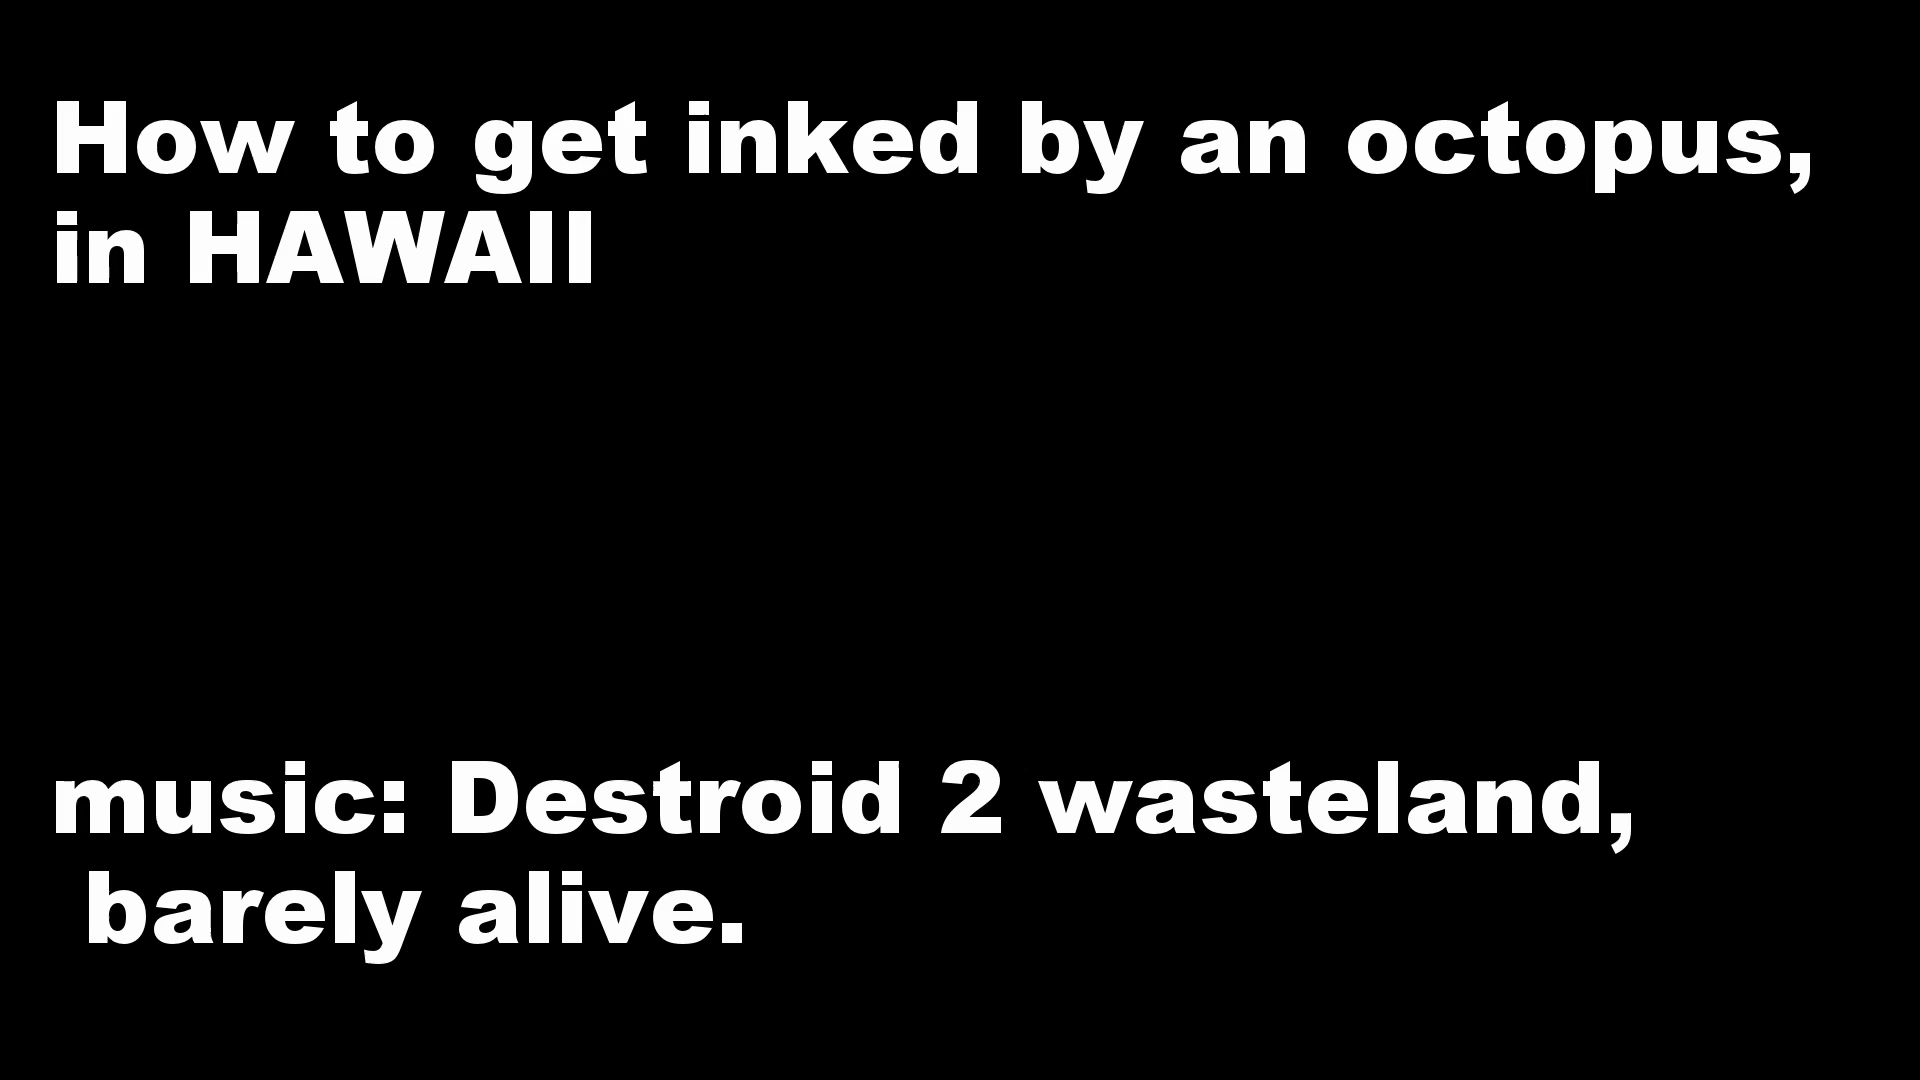 How to get inked by an octopus,
in HAWAII
music: Destroid 2 wasteland,
barely alive.